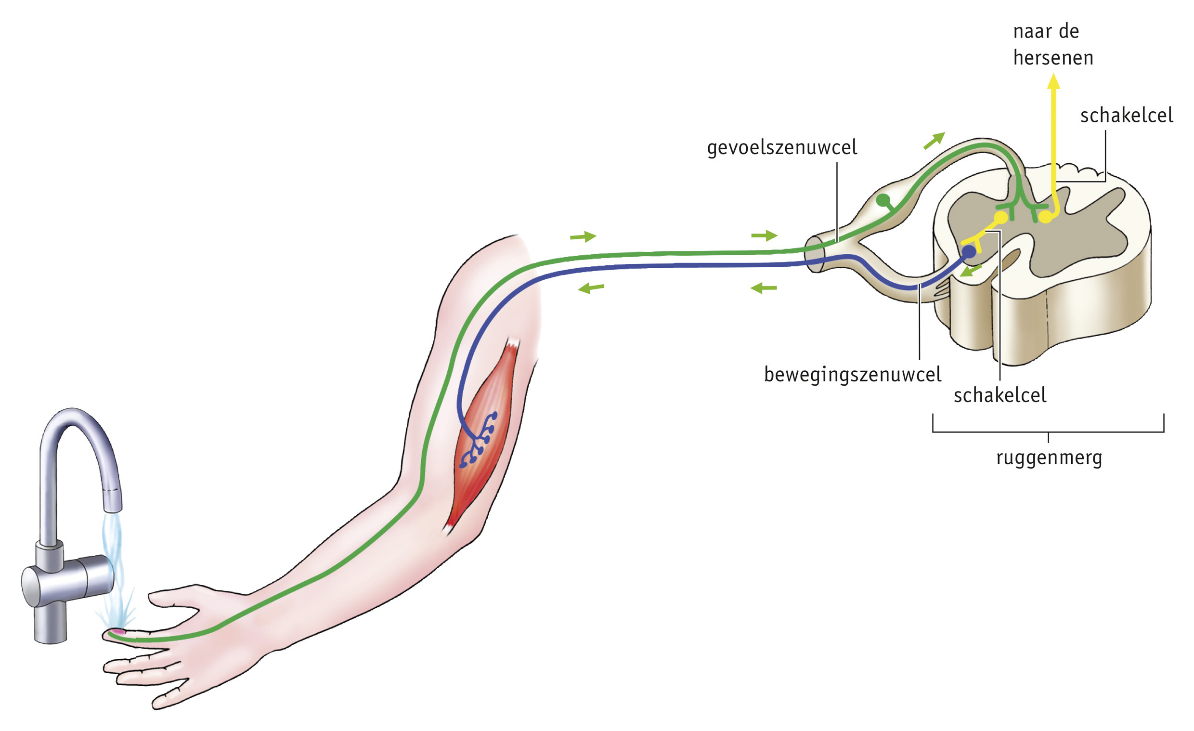 naar de
hersenen
schakelcel
gevoelszenuwcel
bewegingszenuwcel
schakelcel
ruggenmerg